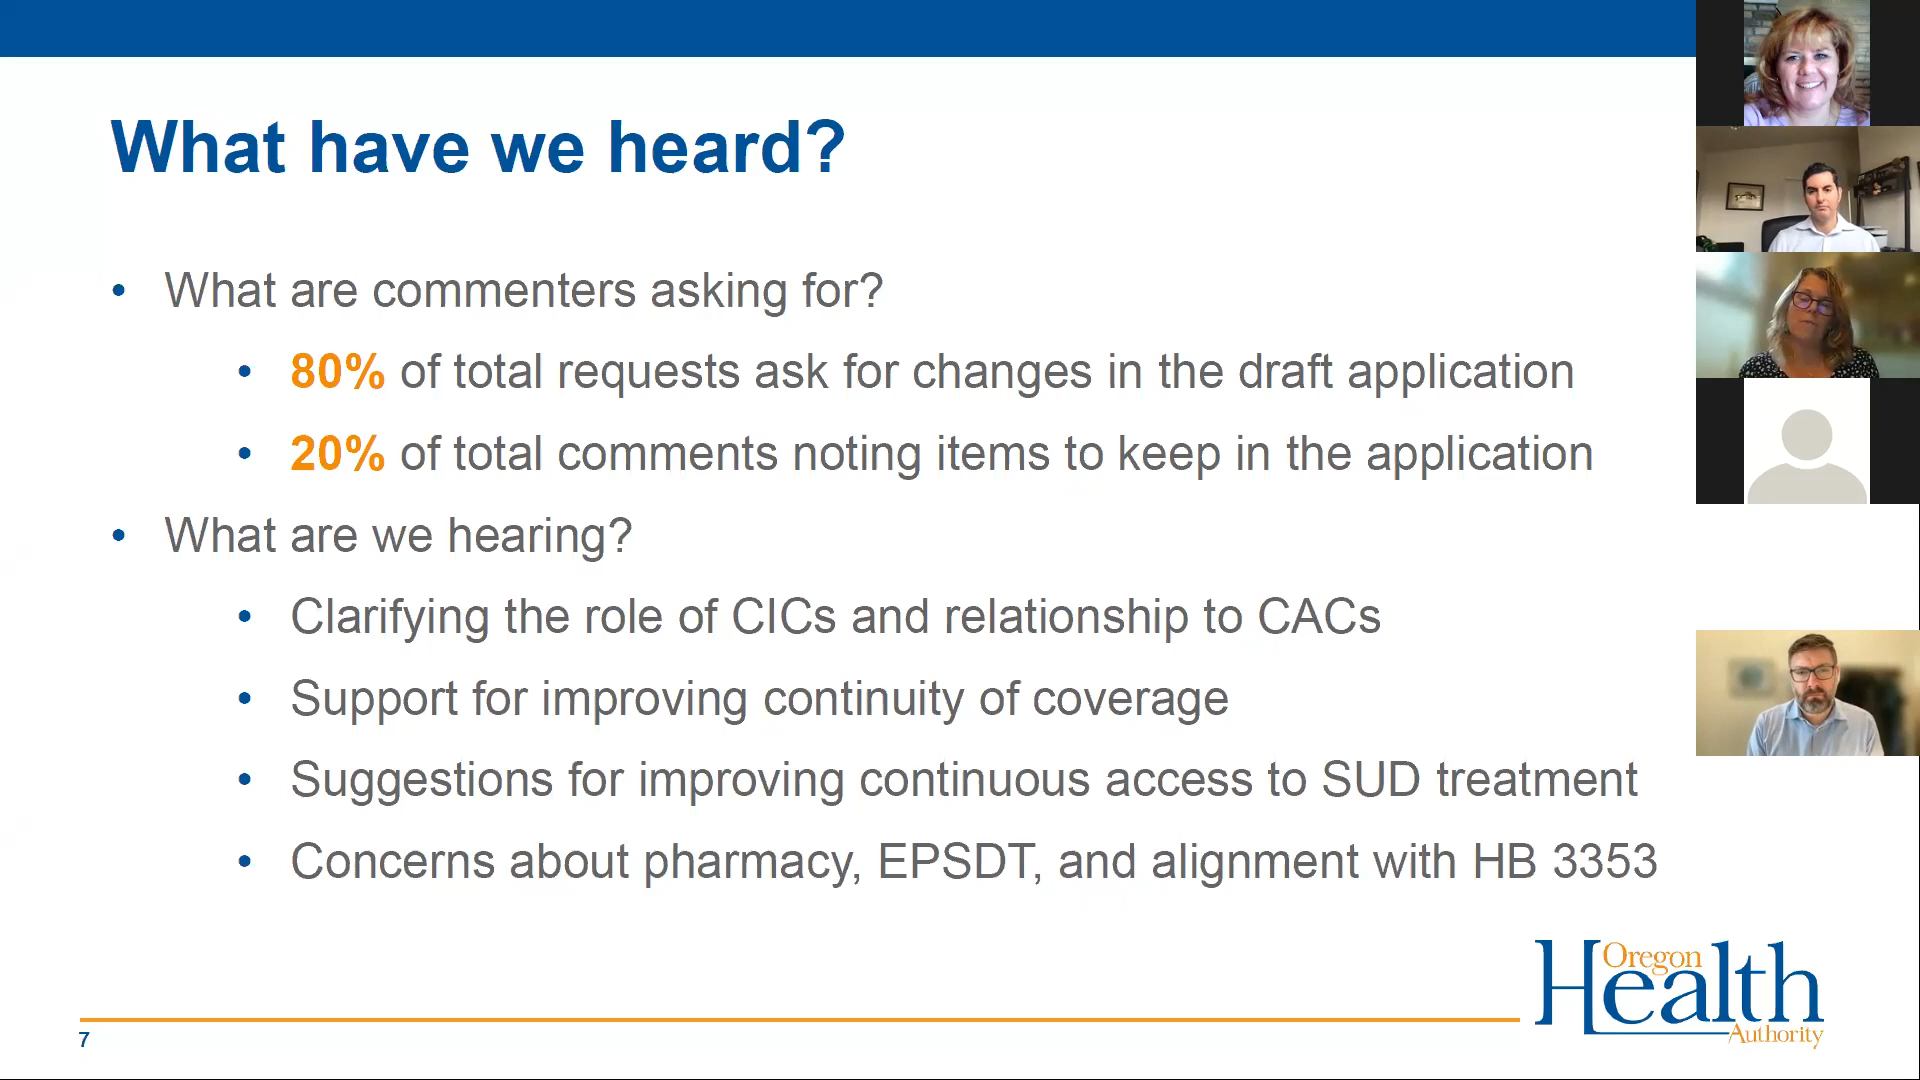 What have we heard?
• What are commenters asking for?
• 80% of total requests ask for changes in the draft application
• 20% of total comments noting items to keep in the application
• What are we hearing?
• Clarifying the role of CICs and relationship to CACs
• Support for improving continuity of coverage
• Suggestions for improving continuous access to SUD treatment
• Concerns about pharmacy, EPSDT, and alignment with HB 3353
Oregon
Health
Authority
7